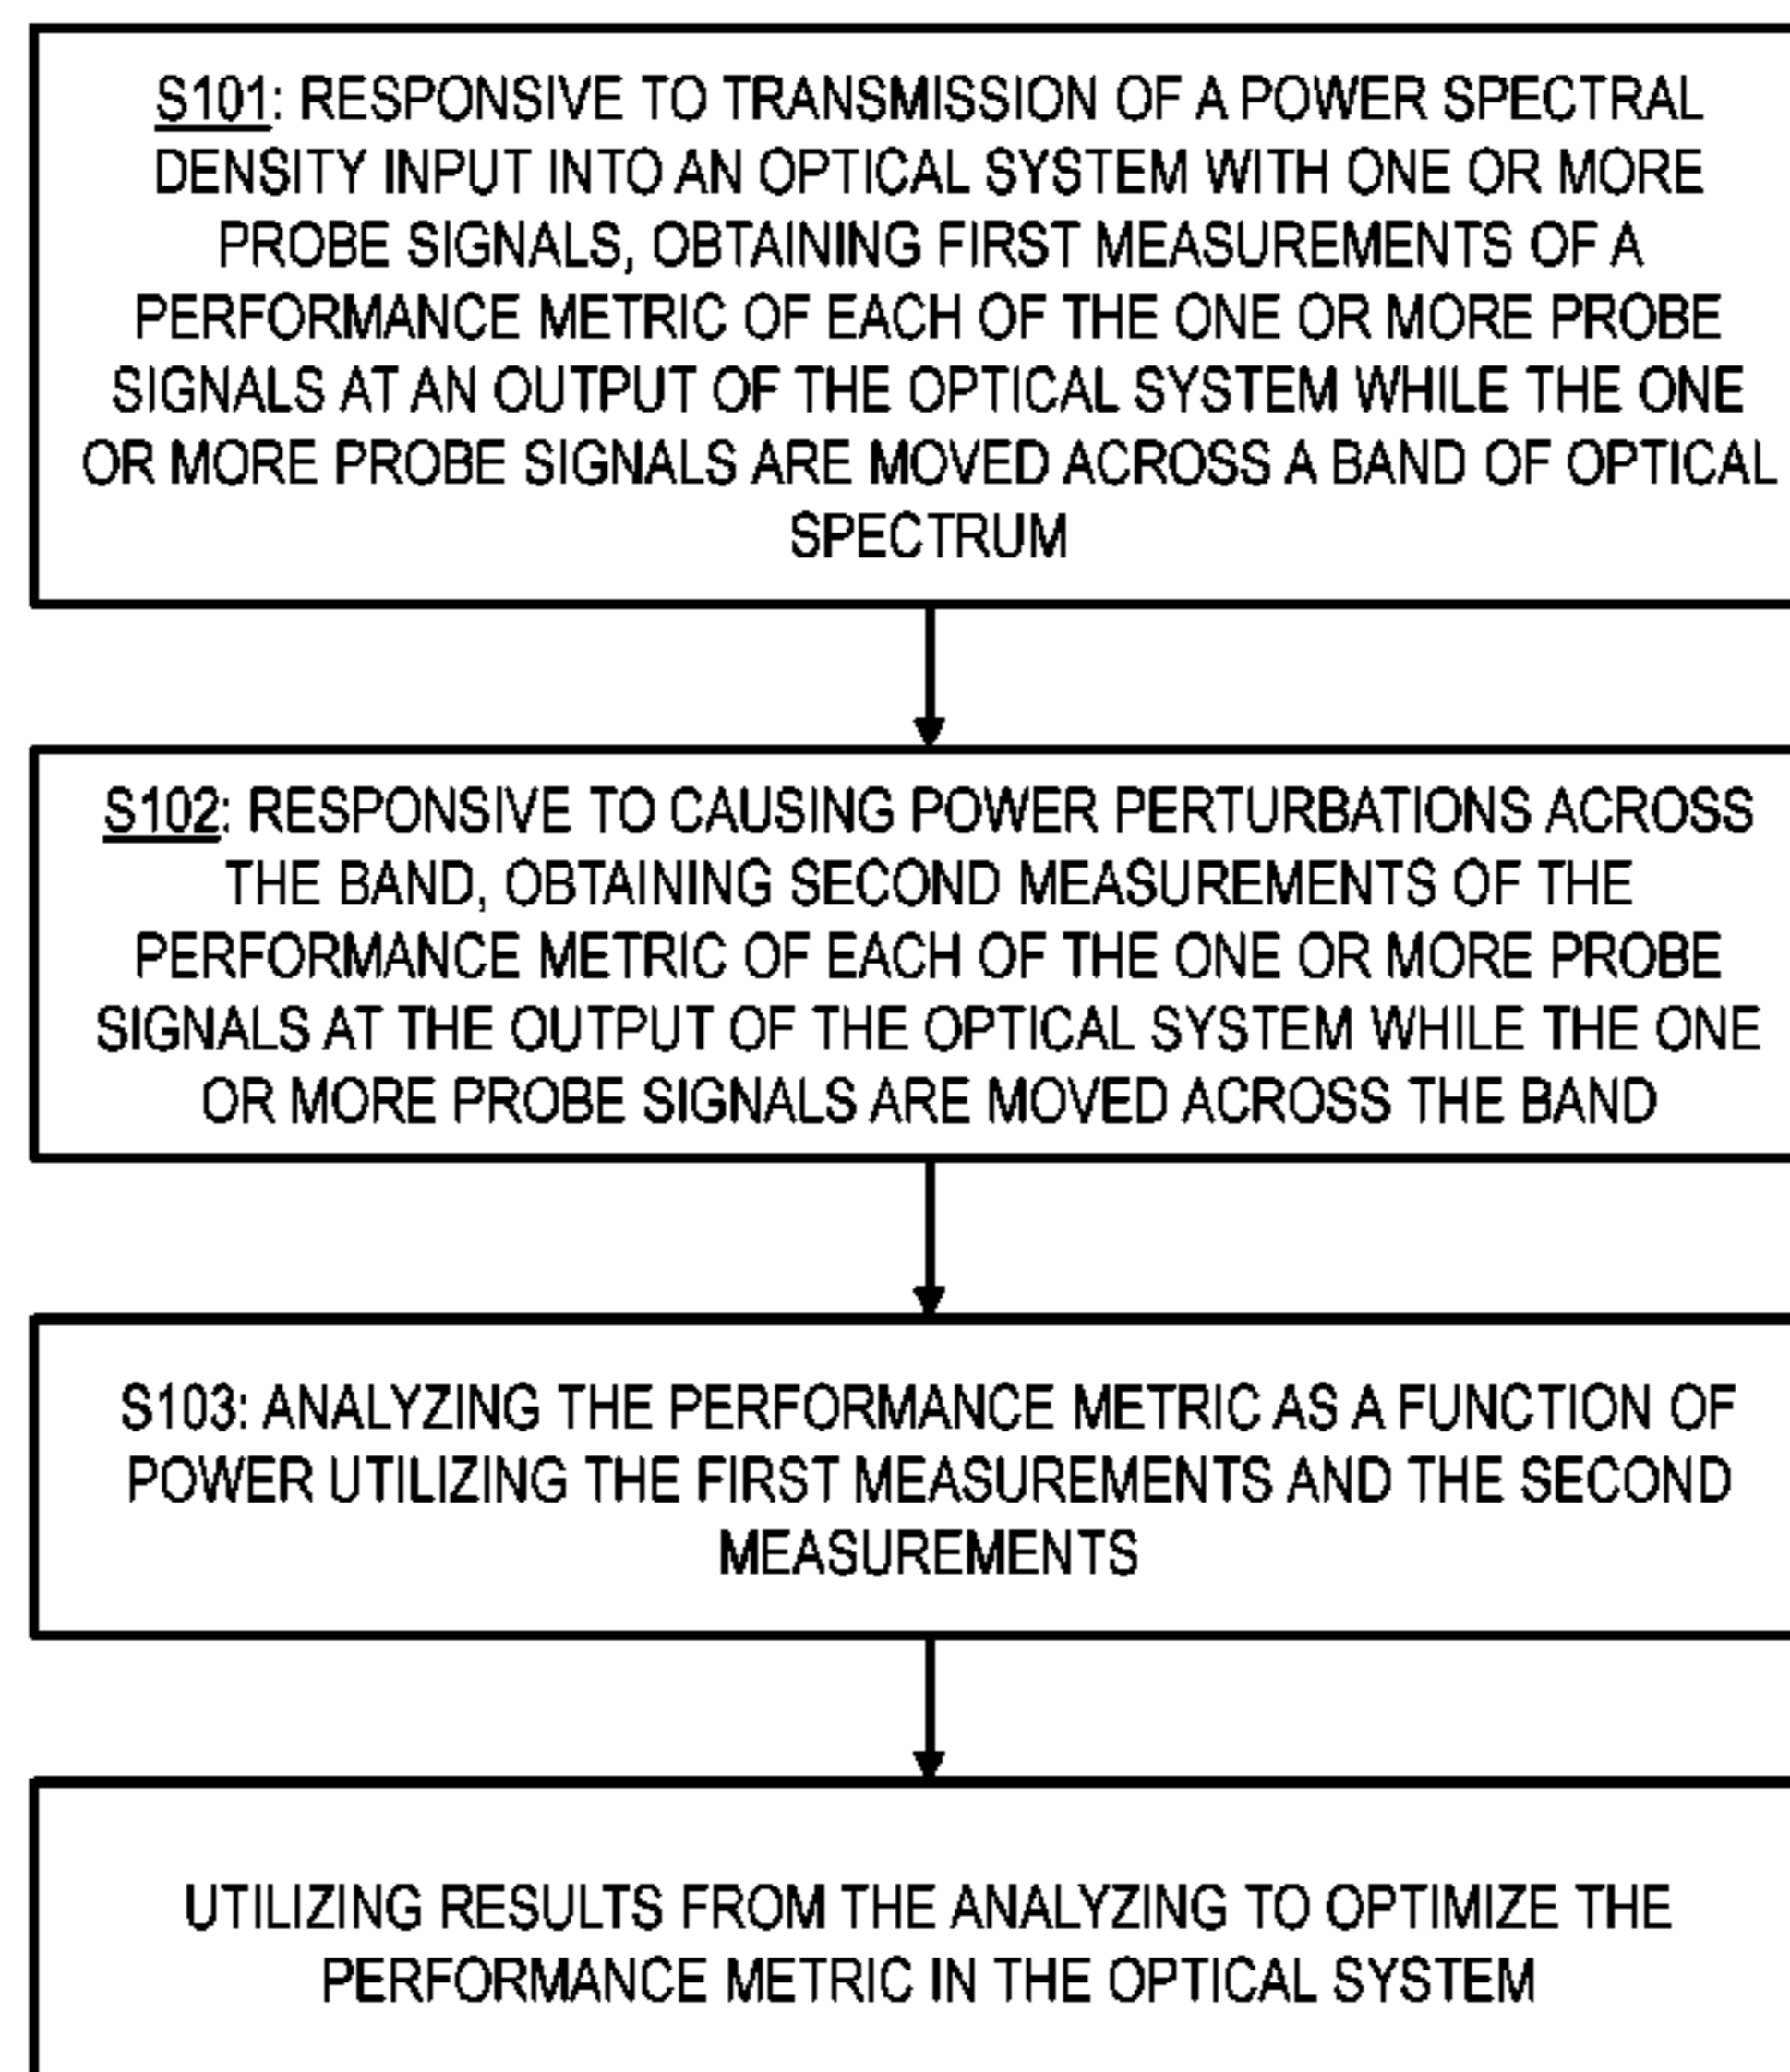 S101: RESPONSIVE TO TRANSMISSION OF A POWER SPECTRAL
DENSITY INPUT INTO AN OPTICAL SYSTEM WITH ONE OR MORE
PROBE SIGNALS, OBTAINING FIRST MEASUREMENTS OF A
PERFORMANCE METRIC OF EACH OF THE ONE OR MORE PROBE
SIGNALS AT AN OUTPUT OF THE OPTICAL SYSTEM WHILE THE ONE
OR MORE PROBE SIGNALS ARE MOVED ACROSS A BAND OF OPTICAL
SPECTRUM
S102: RESPONSIVE TO CAUSING POWER PERTURBATIONS ACROSS
THE BAND, OBTAINING SECOND MEASUREMENTS OF THE
PERFORMANCE METRIC OF EACH OF THE ONE OR MORE PROBE
SIGNALS AT THE OUTPUT OF THE OPTICAL SYSTEM WHILE THE ONE
OR MORE PROBE SIGNALS ARE MOVED ACROSS THE BAND
S103: ANALYZING THE PERFORMANCE METRIC AS A FUNCTION OF
POWER UTILIZING THE FIRST MEASUREMENTS AND THE SECOND
MEASUREMENTS
UTILIZING RESULTS FROM THE ANALYZING TO OPTIMIZE THE
PERFORMANCE METRIC IN THE OPTICAL SYSTEM